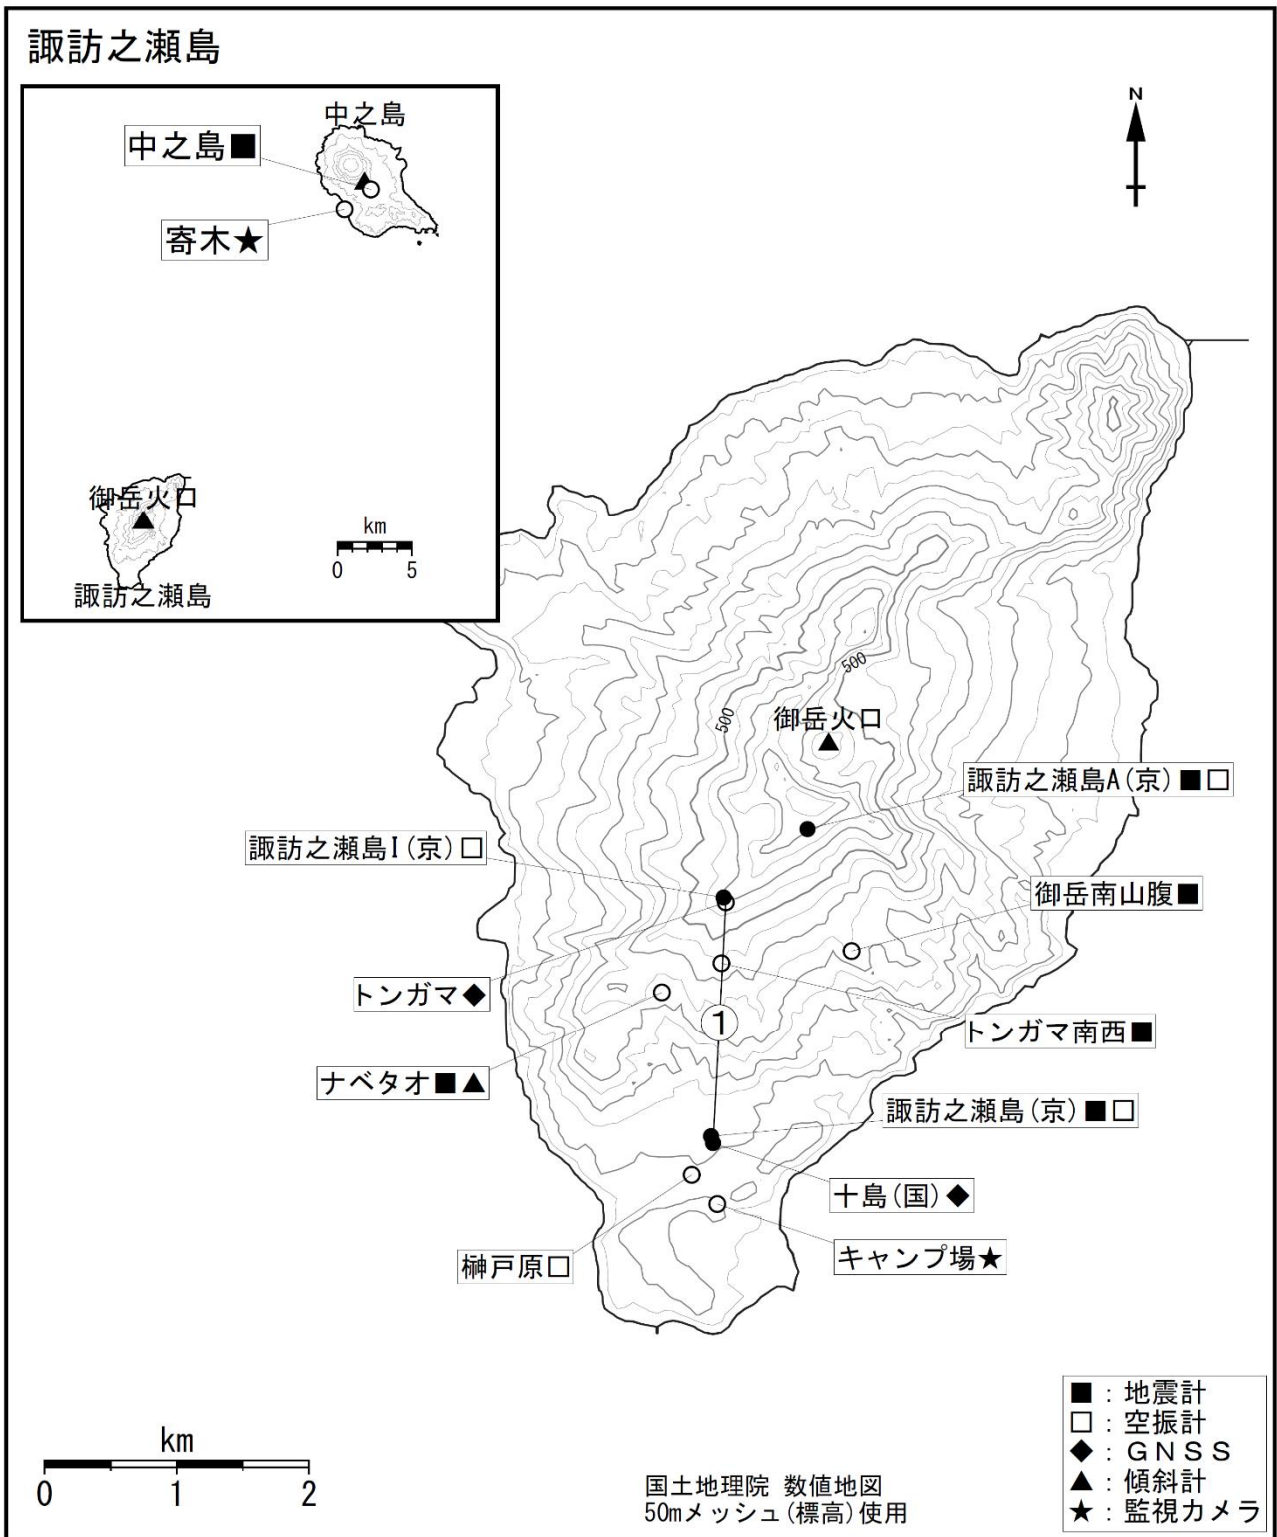 諏訪之瀬島
N
中之島
中之島■
寄木★
御岳火口
諏訪之瀬島
km
0 5
500
500
御岳火口
諏訪之瀬島A(京)■□
諏訪之瀬島I(京)□
御岳南山腹■
トンガマ◆
①
トンガマ南西■
ナベタオ■▲
諏訪之瀬島(京)■□
十島(国)◆
榊戸原□
キャンプ場★
km
0 1 2
国土地理院 数値地図
50mメッシュ(標高)使用
■:地震計
□:空振計
◆:GNSS
▲:傾斜計
★:監視カメラ